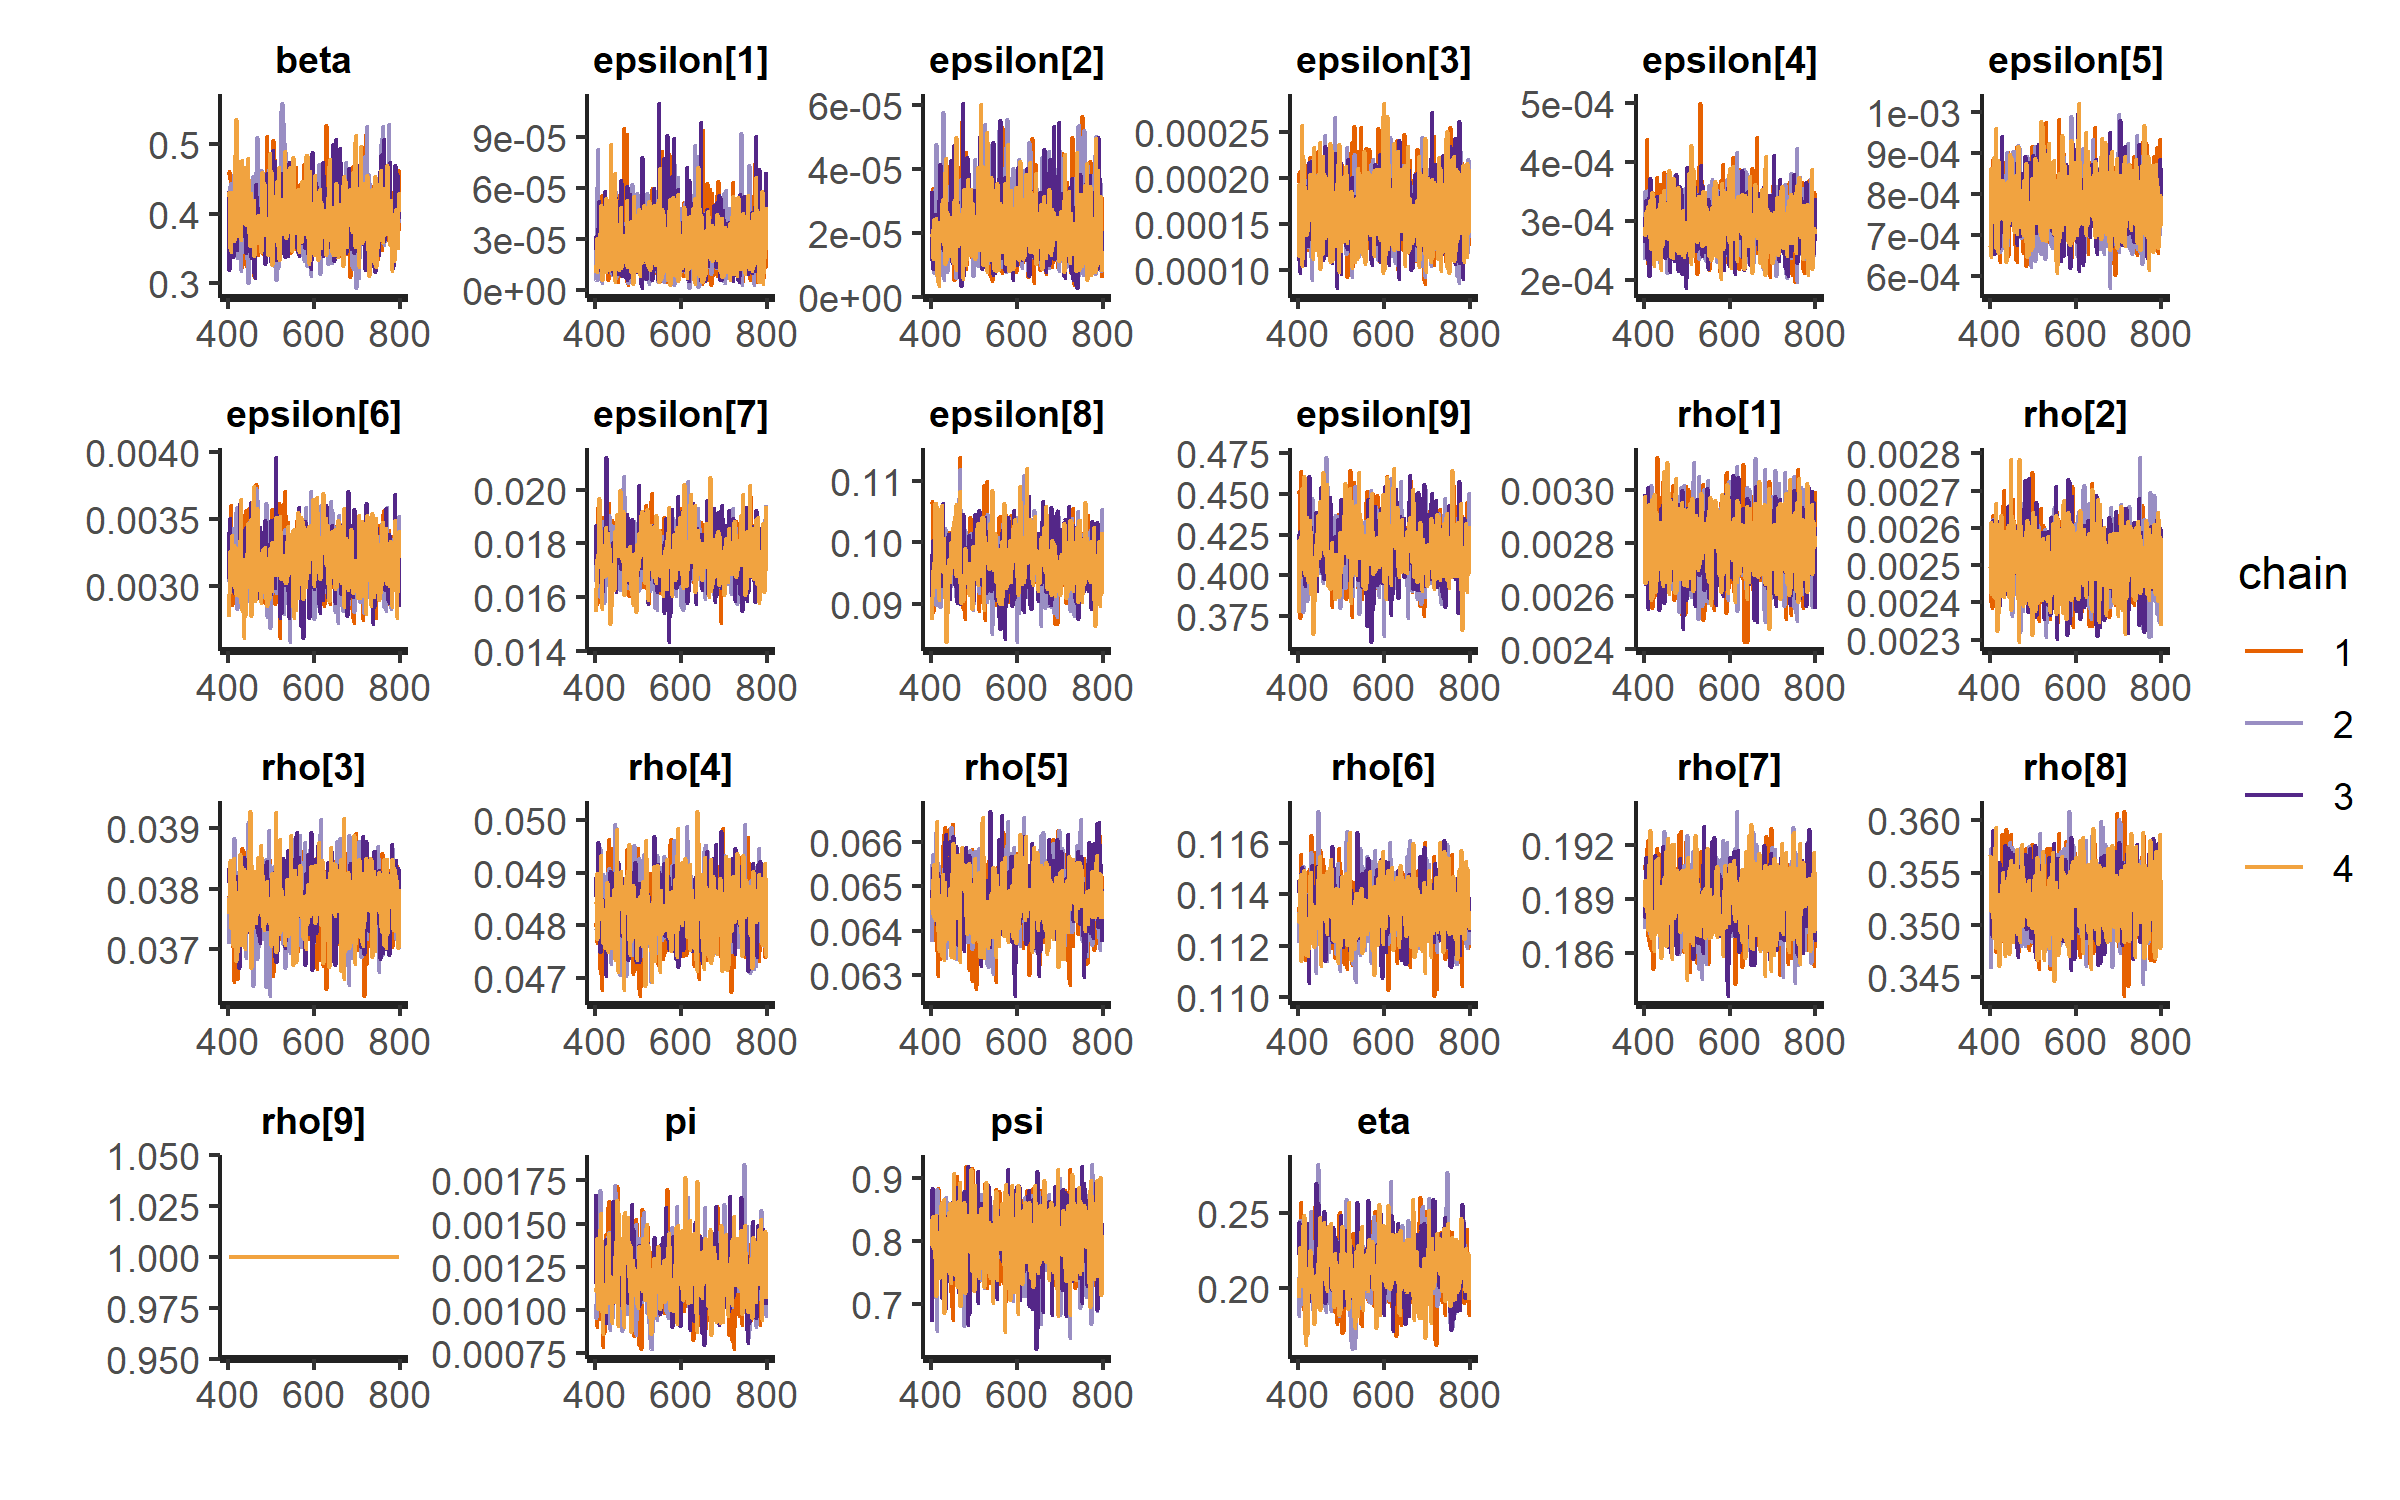 beta epsilon[1] epsilon[2] epsilon[3] epsilon[4] epsilon[5]
0.5
0.4
0.3
400 600 800
9e-05
6e-05
3e-05
0e+00
400 600 800
6e-05
4e-05
2e-05
0e+00
400 600 800
0.00025
0.00020
0.00015
0.00010
400 600 800
5e-04
4e-04
3e-04
2e-04
400 600 800
1e-03
9e-04
8e-04
7e-04
6e-04
400 600 800
epsilon[6] epsilon[7] epsilon[8] epsilon[9] rho[1] rho[2]
0.0040
0.0035
0.0030
400 600 800
0.020
0.018
0.016
0.014
400 600 800
0.11
0.10
0.09
400 600 800
0.475
0.450
0.425
0.400
0.375
400 600 800
0.0030
0.0028
0.0026
0.0024
400 600 800
0.0028
0.0027
0.0026
0.0025
0.0024
0.0023
400 600 800
rho[3] rho[4] rho[5] rho[6] rho[7] rho[8]
0.039
0.038
0.037
400 600 800
0.050
0.049
0.048
0.047
400 600 800
0.066
0.065
0.064
0.063
400 600 800
0.116
0.114
0.112
0.110
400 600 800
0.192
0.189
0.186
400 600 800
0.360
0.355
0.350
0.345
400 600 800
rho[9] pi psi eta
1.050
1.025
1.000
0.975
0.950
400 600 800
0.00175
0.00150
0.00125
0.00100
0.00075
400 600 800
0.9
0.8
0.7
400 600 800
0.25
0.20
400 600 800
chain
1
2
3
4